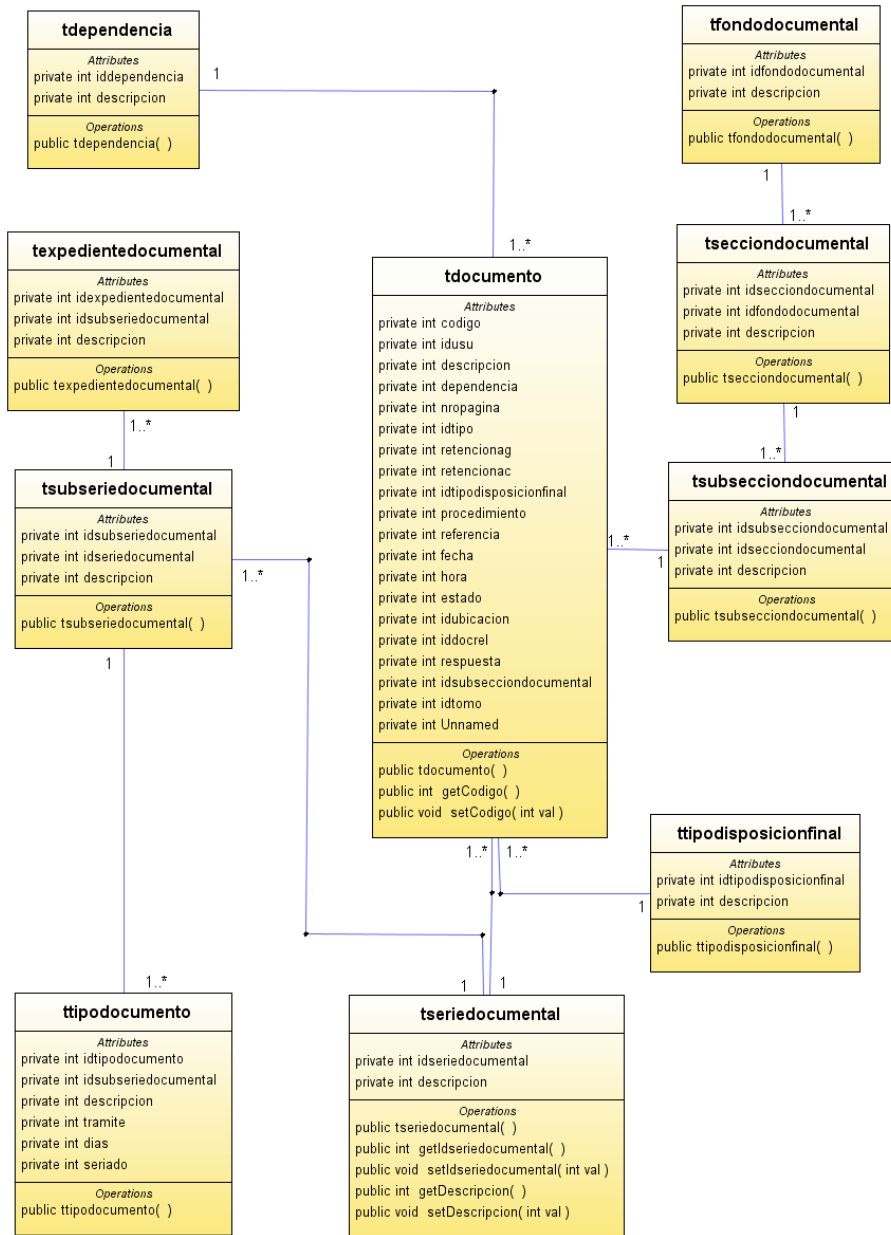 tdependencia
Attributes
private int iddependencia
private int descripcion
Operations
public tdependencia( )
1
1..*
tfondodocumental
Attributes
private int idfondodocumental
private int descripcion
Operations
public tfondodocumental( )
1
1..*
texpedientedocumental
Attributes
private int idexpedientedocumental
private int idsubseriedocumental
private int descripcion
Operations
public texpedientedocumental( )
1..*
1
tdocumento
Attributes
private int codigo
private int idusu
private int descripcion
private int dependencia
private int nropagina
private int idtipo
private int retencionag
private int retencionac
private int idtipodisposicionfinal
private int procedimiento
private int referencia
private int fecha
private int hora
private int estado
private int idubicacion
private int iddocrel
private int respuesta
private int idsubsecciondocumental
private int idtomo
private int Unnamed
Operations
public tdocumento( )
public int getCodigo( )
public void setCodigo( int val )
1..*
1..*
tsecciondocumental
Attributes
private int idsecciondocumental
private int idfondodocumental
private int descripcion
Operations
public tsecciondocumental( )
1
1..*
tsubseriedocumental
Attributes
private int idsubseriedocumental
private int idseriedocumental
private int descripcion
Operations
public tsubseriedocumental( )
1..*
1
1..*
tsubsecciondocumental
Attributes
private int idsubsecciondocumental
private int idsecciondocumental
private int descripcion
Operations
public tsubsecciondocumental( )
1..*
1
ttipodisposicionfinal
Attributes
private int idtipodisposicionfinal
private int descripcion
Operations
public ttipodisposicionfinal( )
1
ttipodocumento
Attributes
private int idtipodocumento
private int idsubseriedocumental
private int descripcion
private int tramite
private int dias
private int seriado
Operations
public ttipodocumento( )
1
1
tseriedocumental
Attributes
private int idseriedocumental
private int descripcion
Operations
public tseriedocumental( )
public int getIdseriedocumental( )
public void setIdseriedocumental( int val )
public int getDescripcion( )
public void setDescripcion( int val )